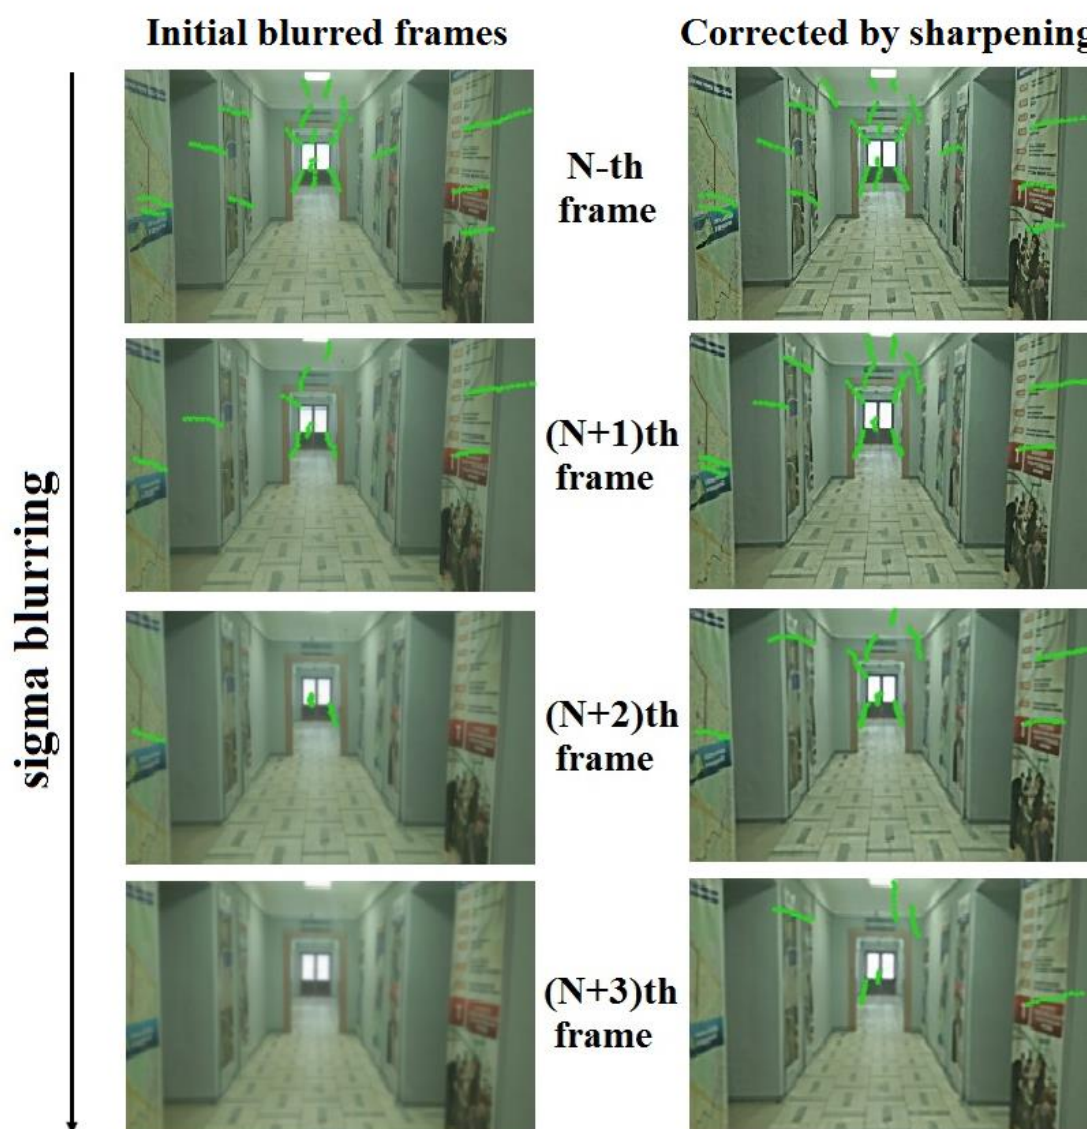 Initial blurred frames
Corrected by sharpening
sigma blurring
N-th
frame
(N+1)th
frame
(N+2)th
frame
(N+3)th
frame